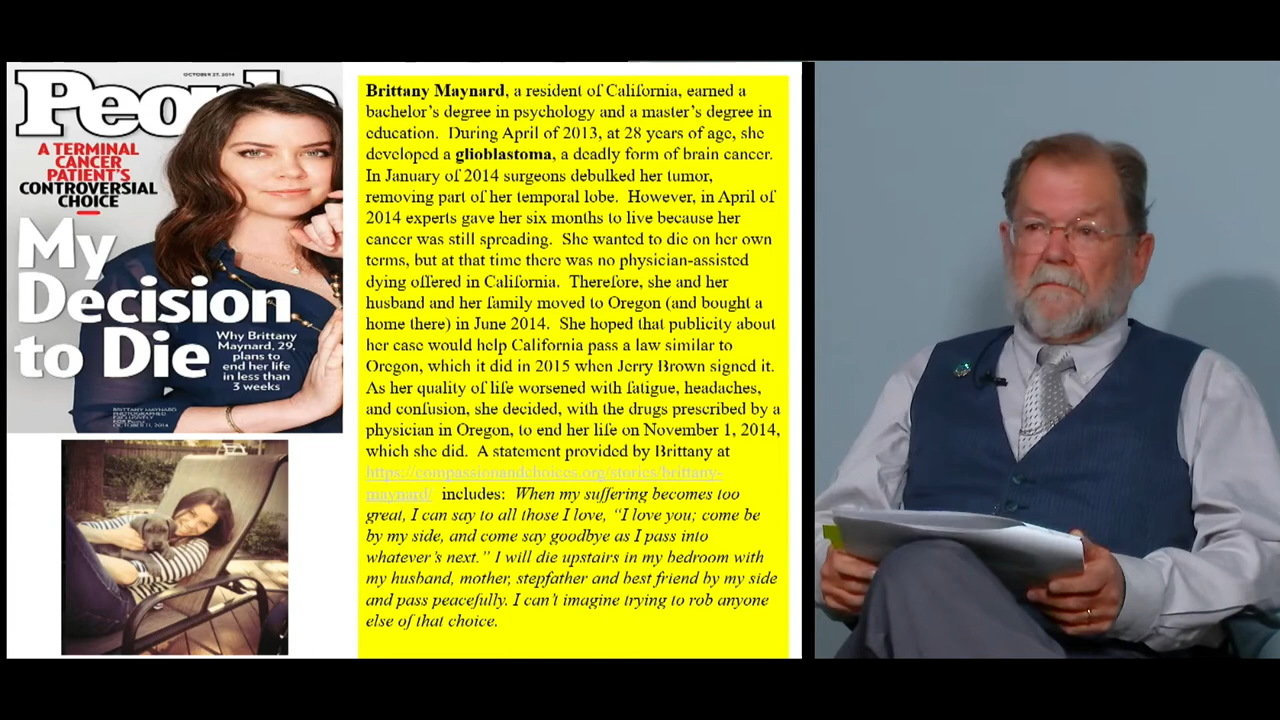 OCTOBER 27, 2014
People
A TERMINAL
CANCER
PATIENT'S
CONTROVERSIAL
CHOICE
My
Decision
to Die
Why Brittany
Maynard, 29,
plans to
end her life
in less than
3 weeks
BRITTANY MAYNARD
PHOTOGRAPHED
EXCLUSIVELY
OCTOBER 11, 2014
Brittany Maynard, a resident of California, earned a
bachelor's degree in psychology and a master's degree in
education. During April of 2013, at 28 years of age, she
developed a glioblastoma, a deadly form of brain cancer.
In January of 2014 surgeons debulked her tumor,
removing part of her temporal lobe. However, in April of
2014 experts gave her six months to live because her
cancer was still spreading. She wanted to die on her own
terms, but at that time there was no physician-assisted
dying offered in California. Therefore, she and her
husband and her family moved to Oregon (and bought a
home there) in June 2014. She hoped that publicity about
her case would help California pass a law similar to
Oregon, which it did in 2015 when Jerry Brown signed it.
As her quality of life worsened with fatigue, headaches,
and confusion, she decided, with the drugs prescribed by a
physician in Oregon, to end her life on November 1, 2014,
which she did. A statement provided by Brittany at
https://compassionandchoices.org/stories/brittany-
maynard/ includes: When my suffering becomes too
great, I can say to all those I love, "I love you; come be
by my side, and come say goodbye as I pass into
whatever's next." I will die upstairs in my bedroom with
my husband, mother, stepfather and best friend by my side
and pass peacefully. I can't imagine trying to rob anyone
else of that choice.